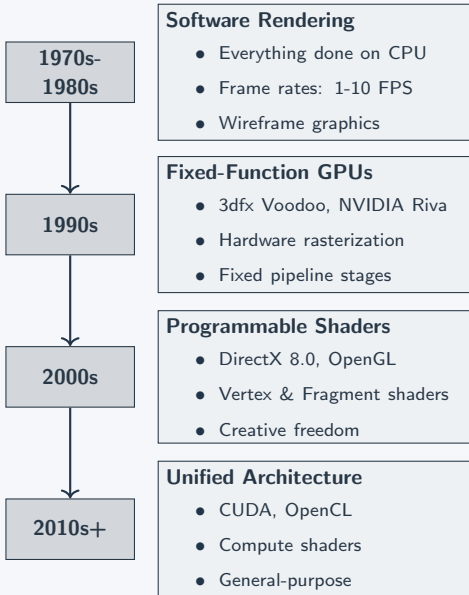 Software Rendering
1970s-
1980s
• Everything done on CPU
• Frame rates: 1-10 FPS
• Wireframe graphics
Fixed-Function GPUs
1990s
• 3dfx Voodoo, NVIDIA Riva
• Hardware rasterization
• Fixed pipeline stages
Programmable Shaders
2000s
• DirectX 8.0, OpenGL
• Vertex & Fragment shaders
• Creative freedom
Unified Architecture
2010s+
• CUDA, OpenCL
• Compute shaders
• General-purpose